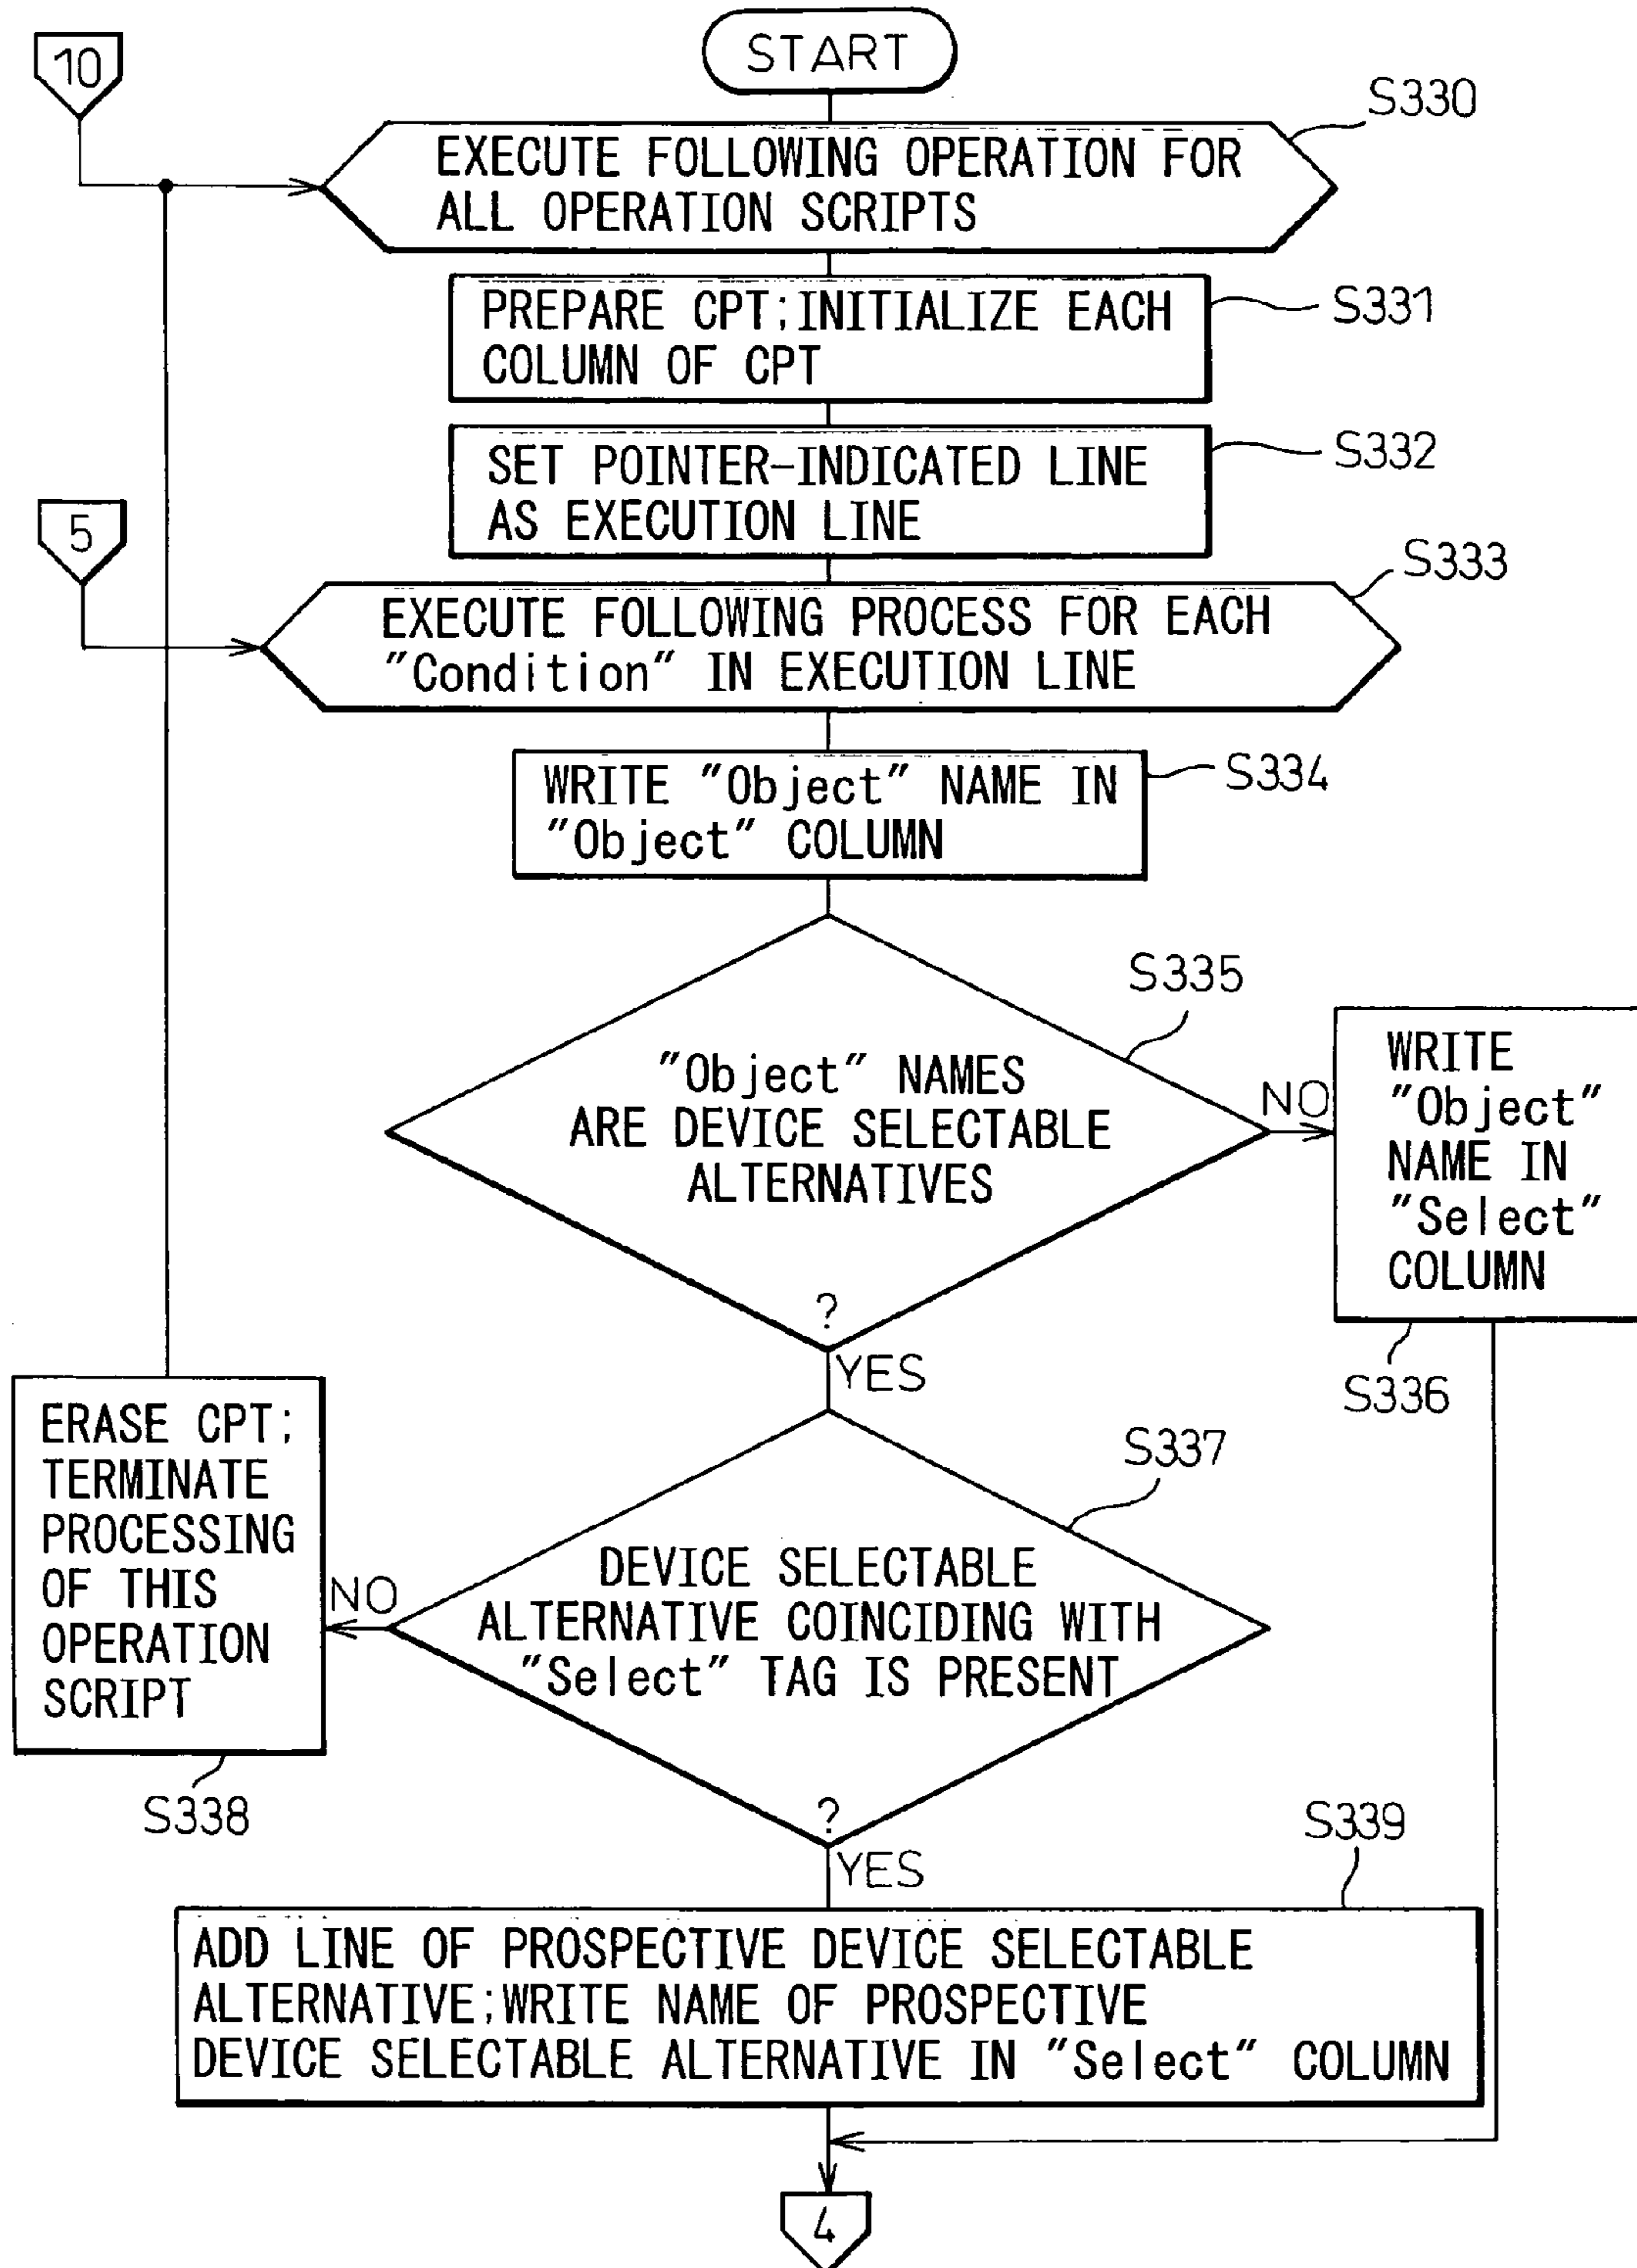 START
10
S330
EXECUTE FOLLOWING OPERATION FOR
ALL OPERATION SCRIPTS
S331
PREPARE CPT;INITIALIZE EACH
COLUMN OF CPT
S332
SET POINTER-INDICATED LINE
AS EXECUTION LINE
5
S333
EXECUTE FOLLOWING PROCESS FOR EACH
"Condition" IN EXECUTION LINE
S334
WRITE "Object" NAME IN
"Object" COLUMN
S335
"Object" NAMES
ARE DEVICE SELECTABLE
ALTERNATIVES
?
NO
WRITE
"Object"
NAME IN
"Select"
COLUMN
S336
YES
S337
DEVICE SELECTABLE
ALTERNATIVE COINCIDING WITH
"Select" TAG IS PRESENT
?
NO
ERASE CPT;
TERMINATE
PROCESSING
OF THIS
OPERATION
SCRIPT
S338
YES
S339
ADD LINE OF PROSPECTIVE DEVICE SELECTABLE
ALTERNATIVE;WRITE NAME OF PROSPECTIVE
DEVICE SELECTABLE ALTERNATIVE IN "Select" COLUMN
4